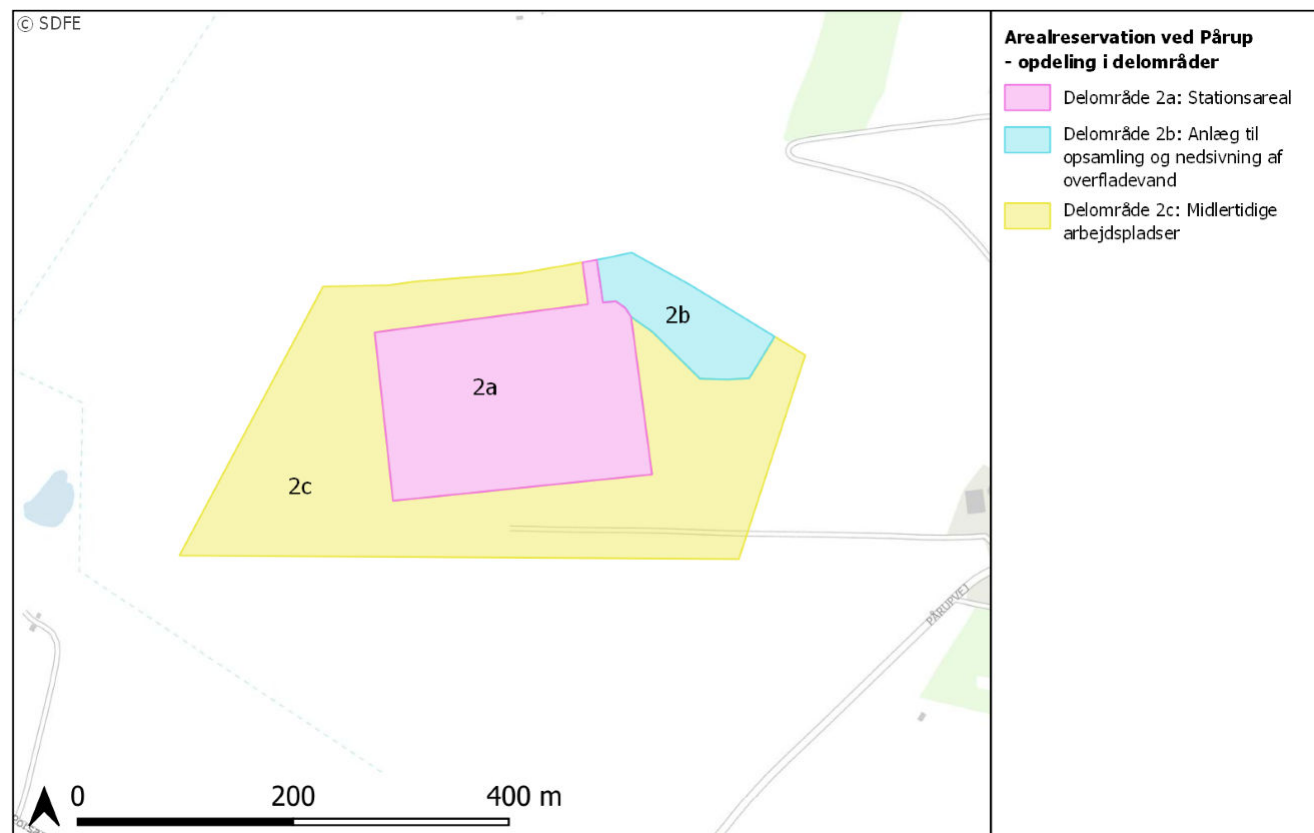 © SDFE
Arealreservation ved Pårup
- opdeling i delområder
Delområde 2a: Stationsareal
Delområde 2b: Anlæg til
opsamling og nedsivning af
overfladevand
Delområde 2c: Midlertidige
arbejdspladser
2b
2a
2c
PÅRUPVEJ
0 200 400 m